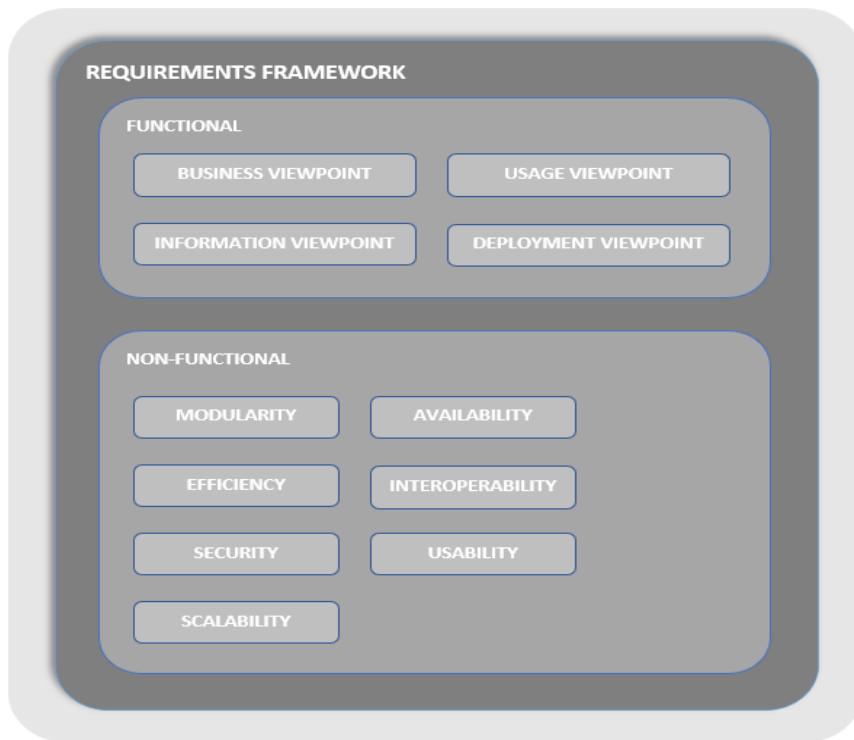 REQUIREMENTS FRAMEWORK
FUNCTIONAL
BUSINESS VIEWPOINT
USAGE VIEWPOINT
INFORMATION VIEWPOINT
DEPLOYMENT VIEWPOINT
NON-FUNCTIONAL
MODULARITY
AVAILABILITY
EFFICIENCY
INTEROPERABILITY
SECURITY
USABILITY
SCALABILITY